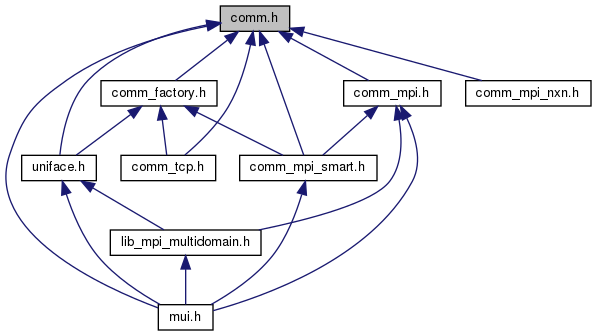 comm.h
comm_factory.h
comm_mpi.h
comm_mpi_nxn.h
uniface.h
comm_tcp.h
comm_mpi_smart.h
lib_mpi_multidomain.h
mui.h